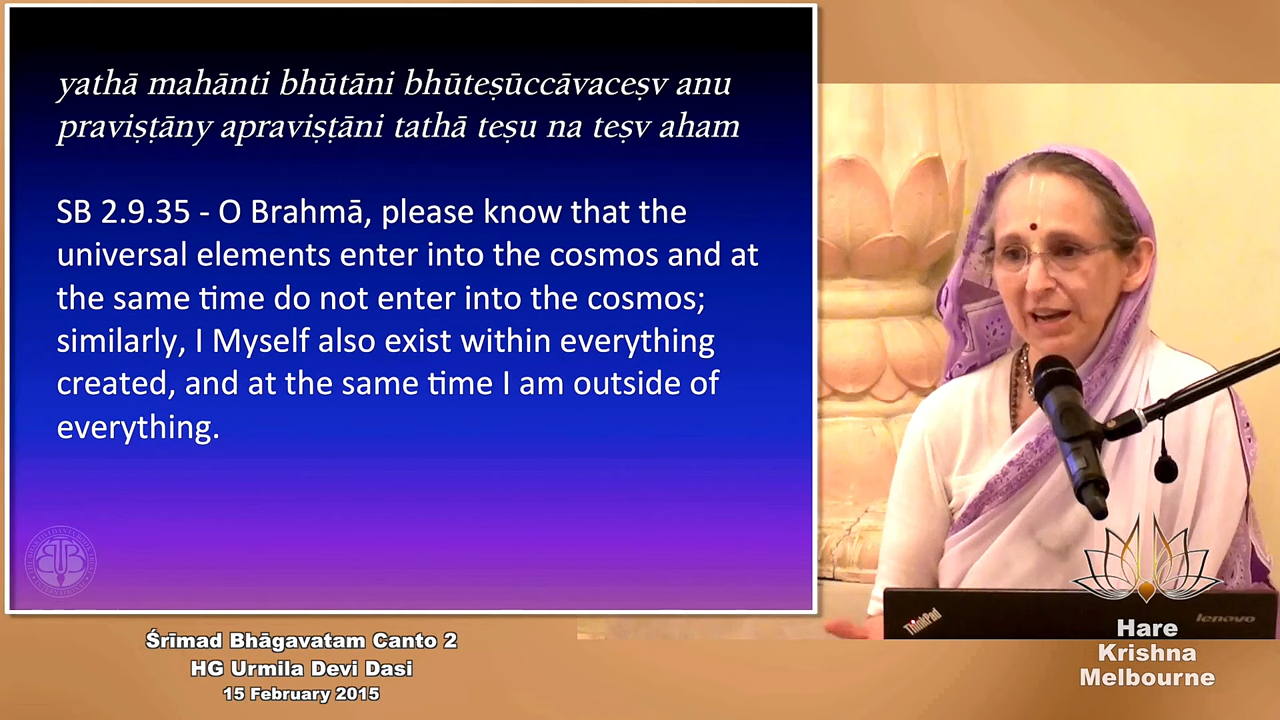 yathā mahānti bhūtāni bhūteṣūccāvaceṣv anu
praviṣṭāny apraviṣṭāni tathā teṣu na teṣv aham
SB 2.9.35 - O Brahmā, please know that the
universal elements enter into the cosmos and at
the same time do not enter into the cosmos;
similarly, I Myself also exist within everything
created, and at the same time I am outside of
everything.
Śrīmad Bhāgavatam Canto 2
HG Urmila Devi Dasi
15 February 2015
ThinkPad
lenovo
Hare
Krishna
Melbourne